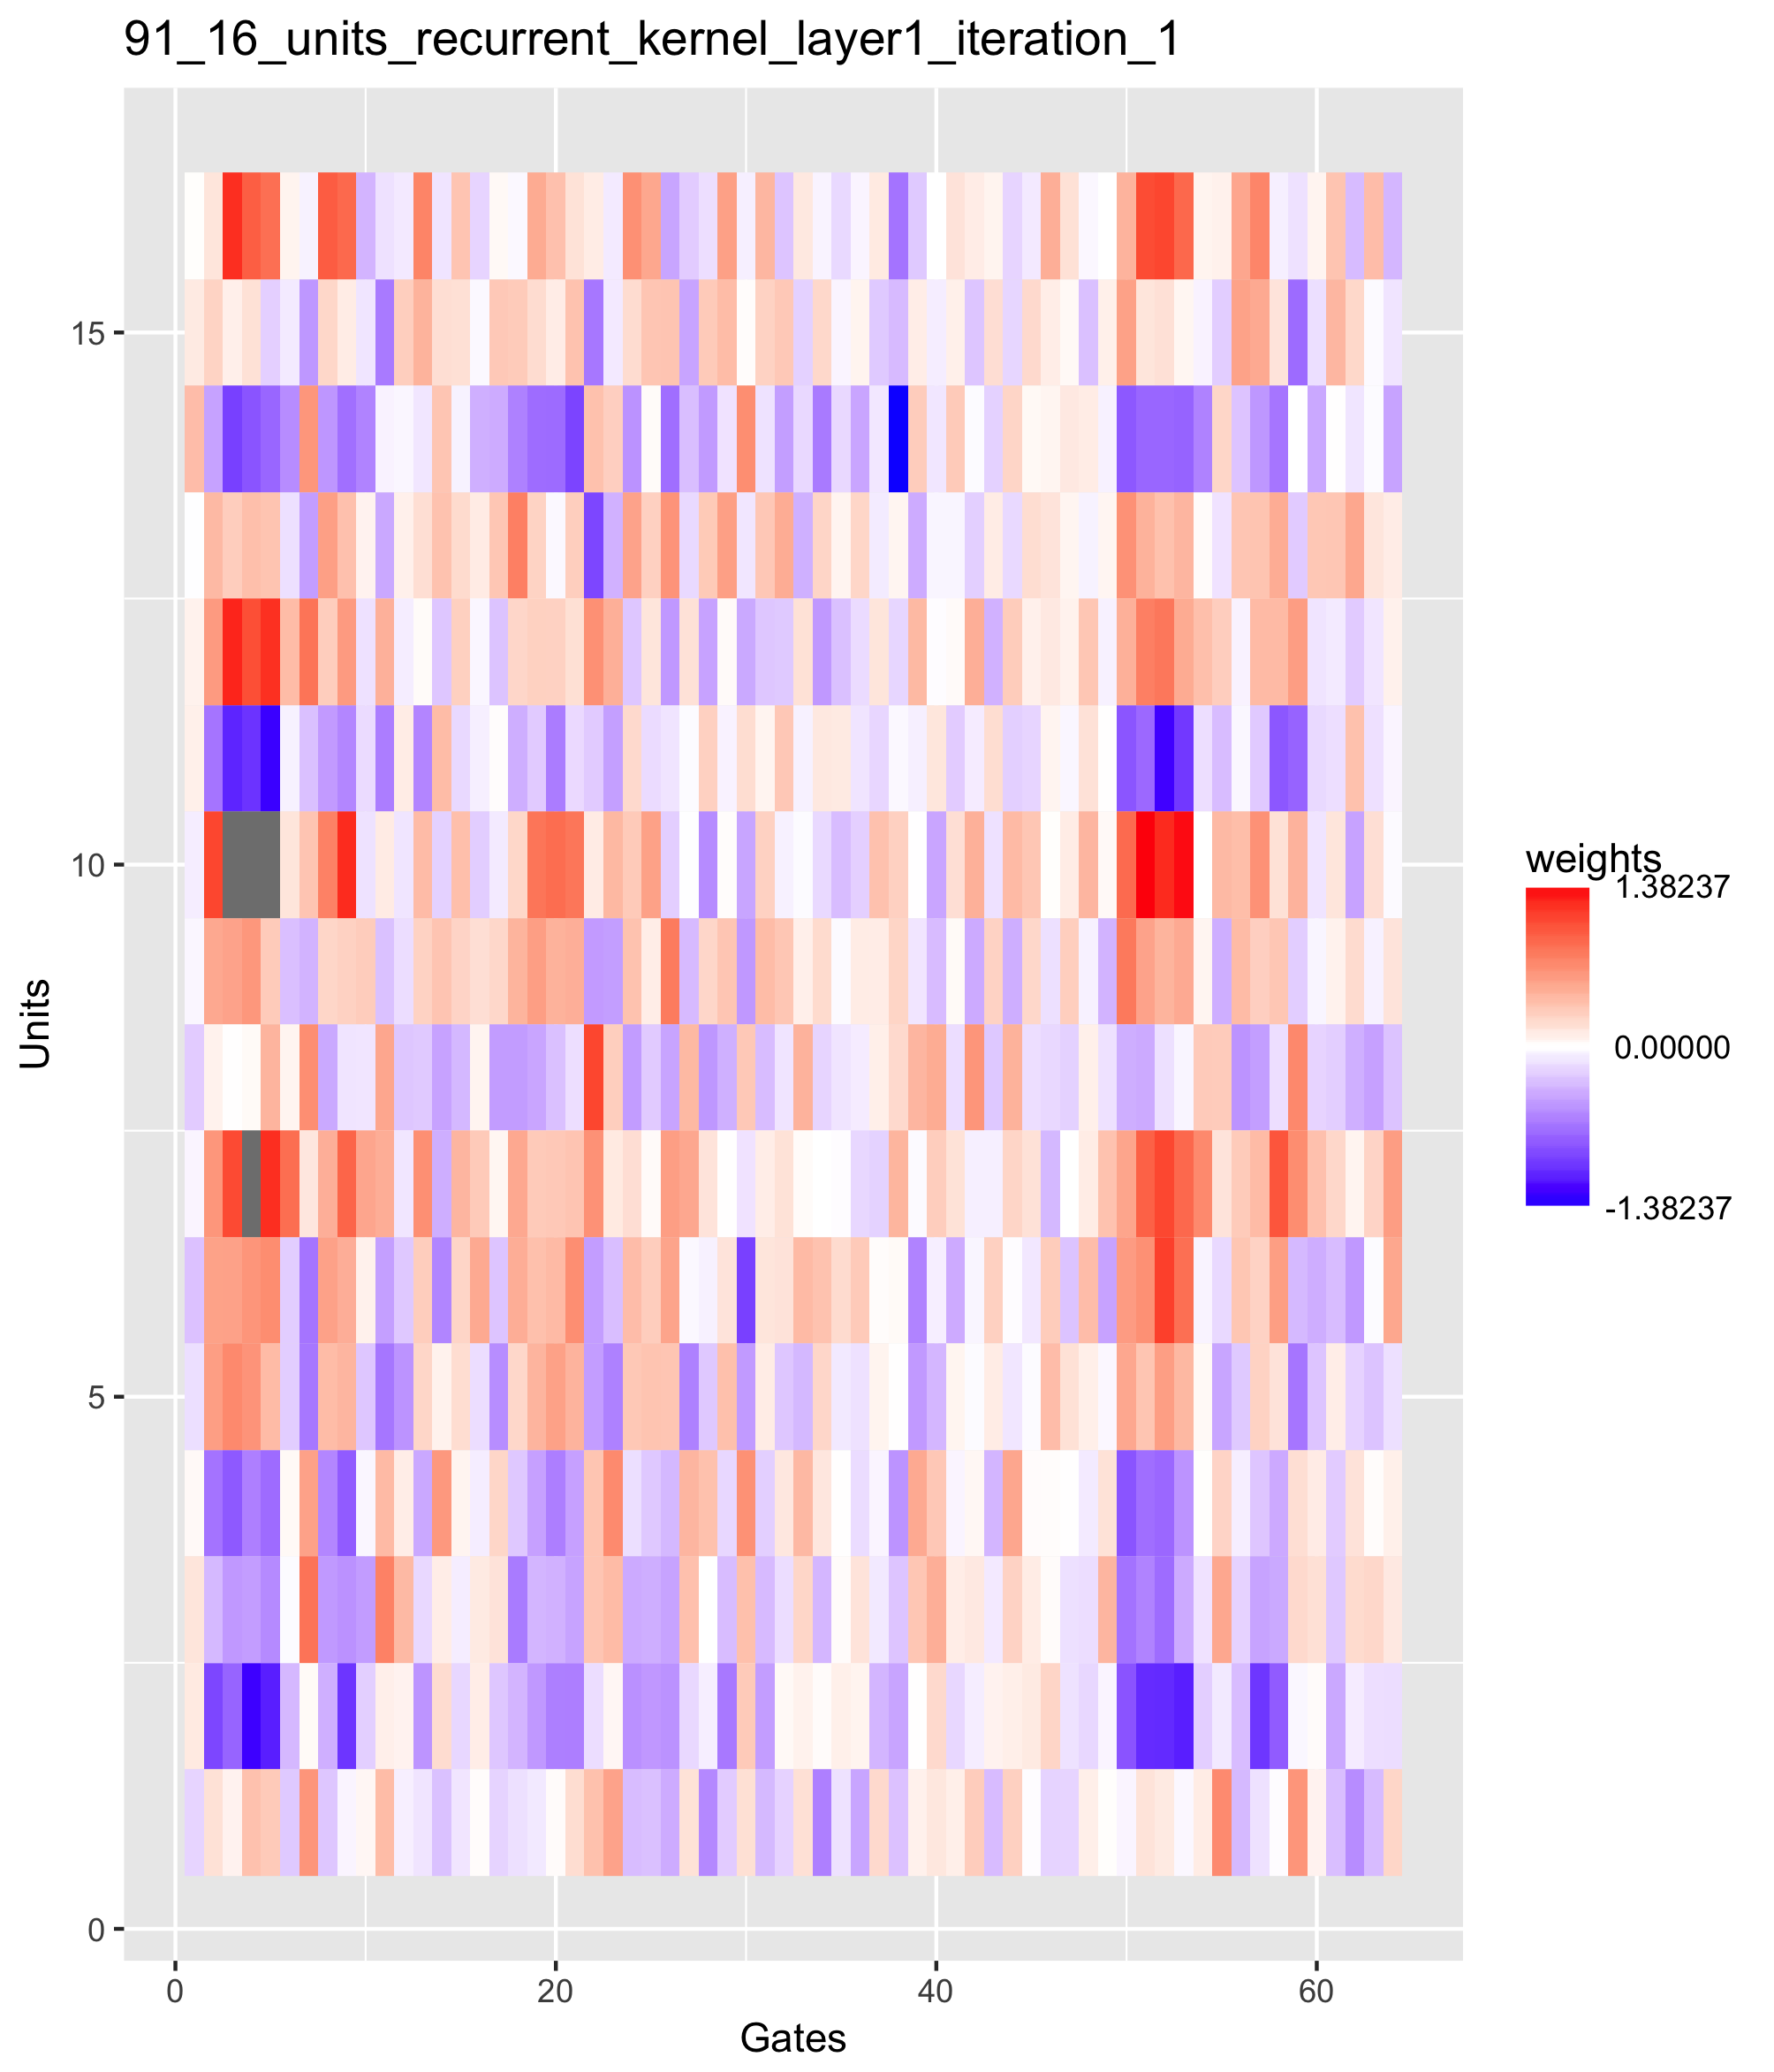 91_16_units_recurrent_kernel_layer1_iteration_1
15
10
5
0
Units
0
20
40
60
Gates
weights
1.38237
0.00000
-1.38237